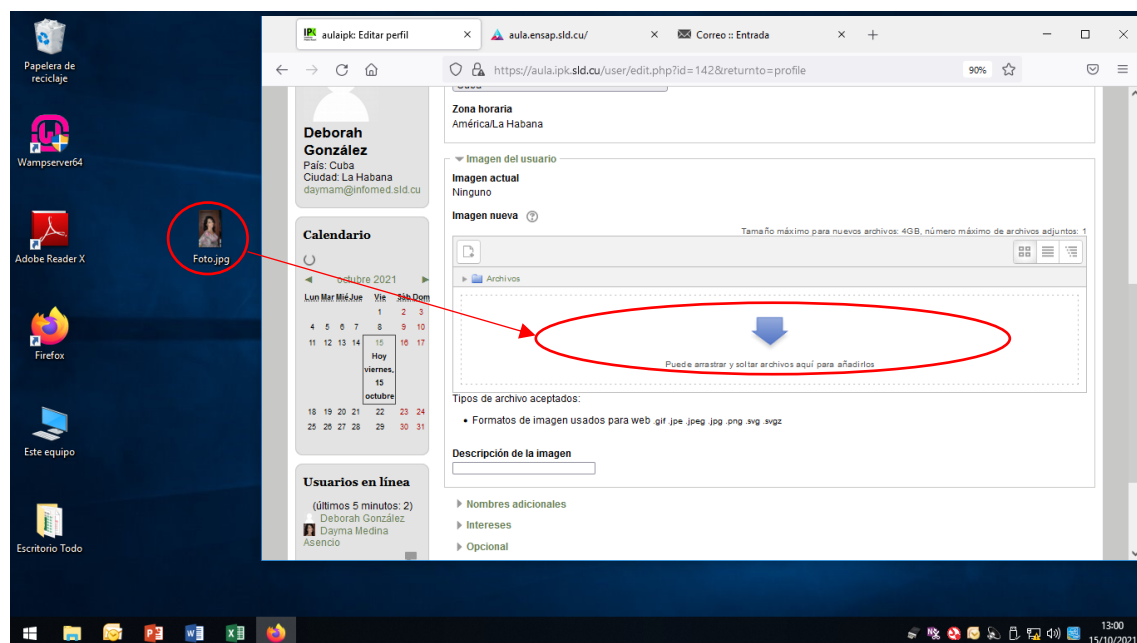 Papelera de
reciclaje
Wampserver64
Adobe Reader X
Foto.jpg
Firefox
Este equipo
Escritorio Todo
IPK aulaipk: Editar perfil
aula.ensap.sld.cu/
Correo :: Entrada
https://aula.ipk.sld.cu/user/edit.php?id=142&returnto=profile
90%
Deborah
González
País: Cuba
Ciudad: La Habana
daymam@infomed.sld.cu
Calendario
octubre 2021
Lun Mar Mié Jue Vie Sáb Dom
1 2 3
4 5 6 7 8 9 10
11 12 13 14 15 16 17
Hoy
viernes,
15
octubre
18 19 20 21 22 23 24
25 26 27 28 29 30 31
Usuarios en línea
(últimos 5 minutos: 2)
Deborah González
Dayma Medina
Asencio
Zona horaria
América/La Habana
Imagen del usuario
Imagen actual
Ninguno
Imagen nueva
Tamaño máximo para nuevos archivos: 4GB, número máximo de archivos adjuntos: 1
Archivos
Puede arrastrar y soltar archivos aquí para añadirlos
Tipos de archivo aceptados:
• Formatos de imagen usados para web .gif .jpe .jpeg .jpg .png .svg .svgz
Descripción de la imagen
Nombres adicionales
Intereses
Opcional
13:00
15/10/2021